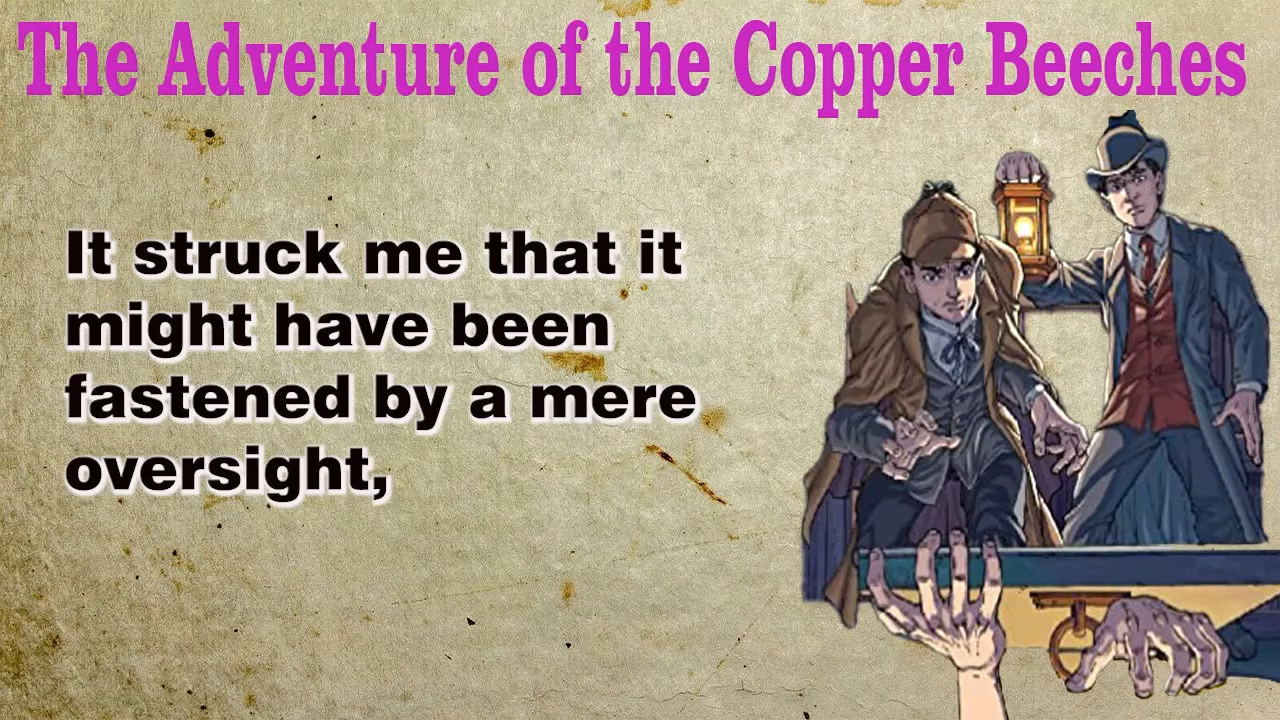 The Adventure of the Copper Beeches
It struck me that it
might have been
fastened by a mere
oversight,